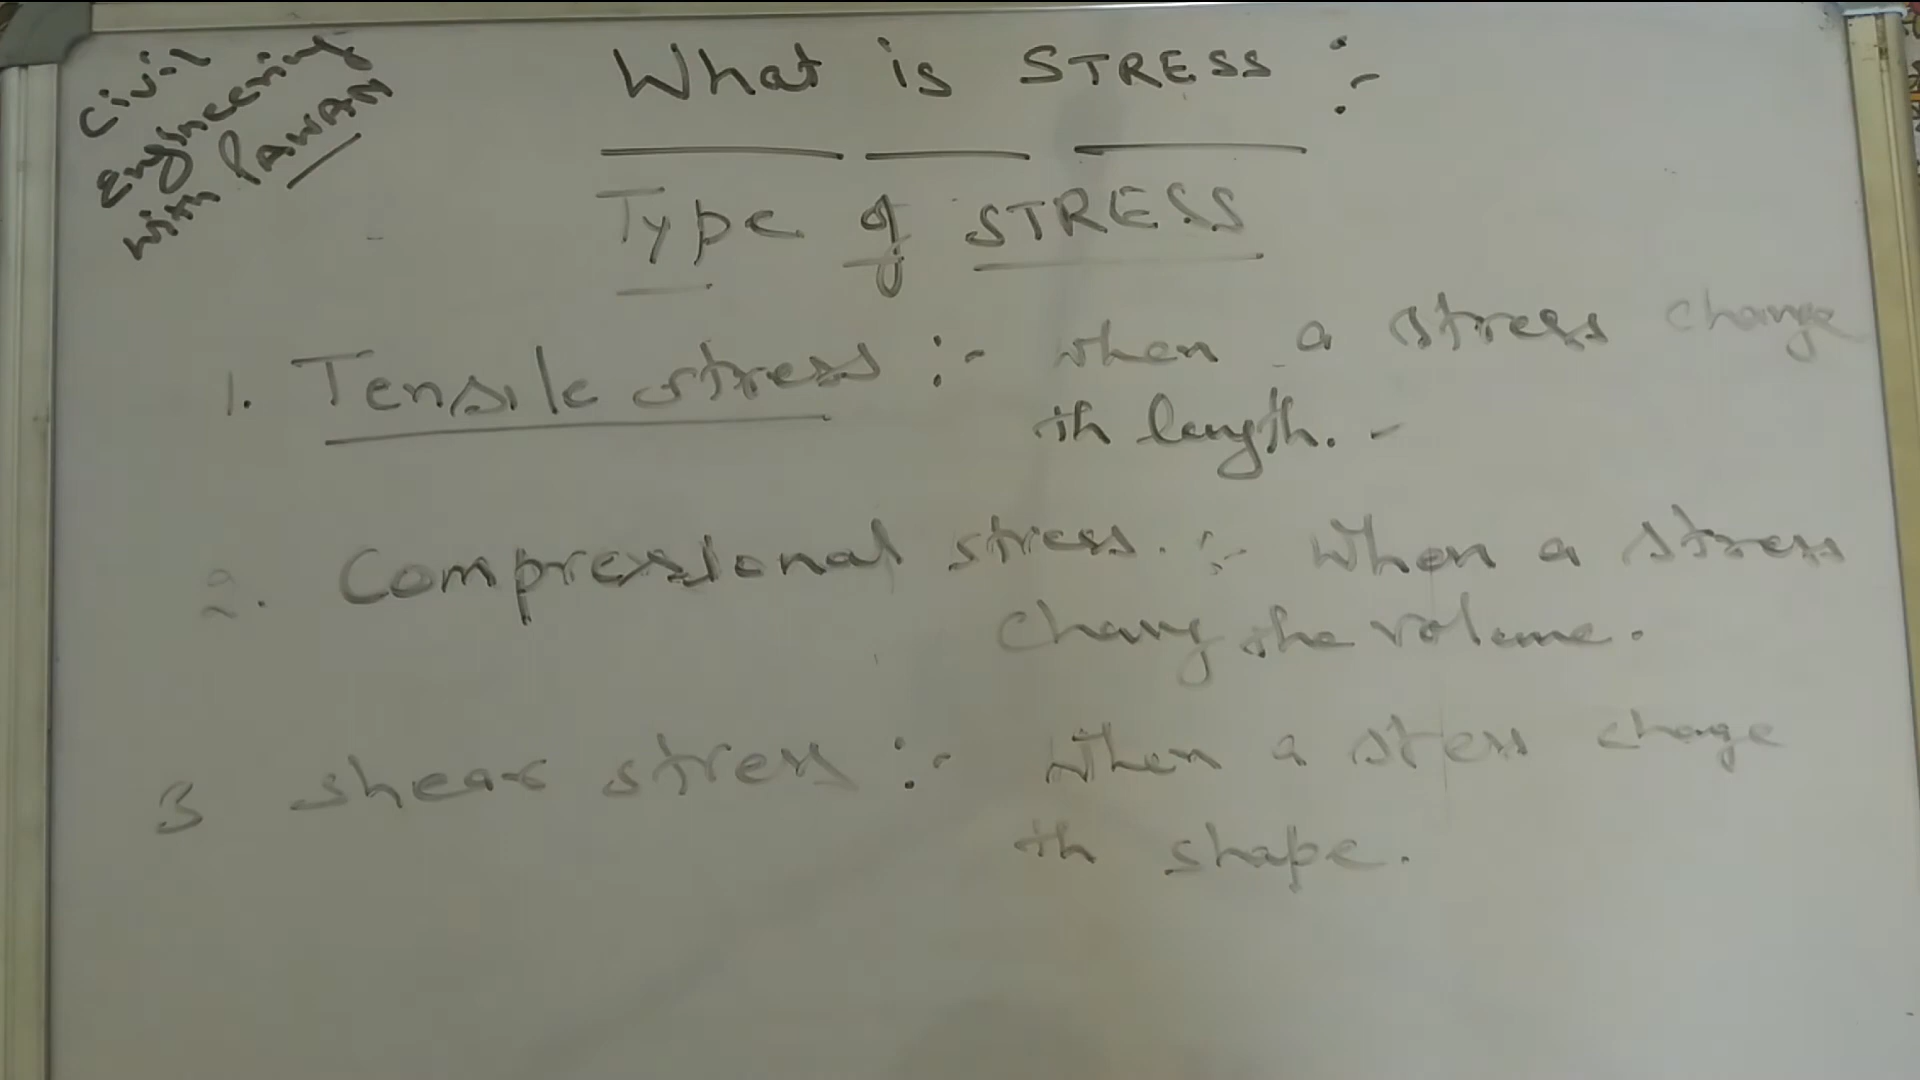 Civil
Engineering
with PAWAN
What is STRESS :-
Type of STRESS
1. Tensile stress :- when a stress change
th length. -
2. Compressional stress. :- When a stress
chang the volume.
3 shear stress :- When a stess change
th shape.